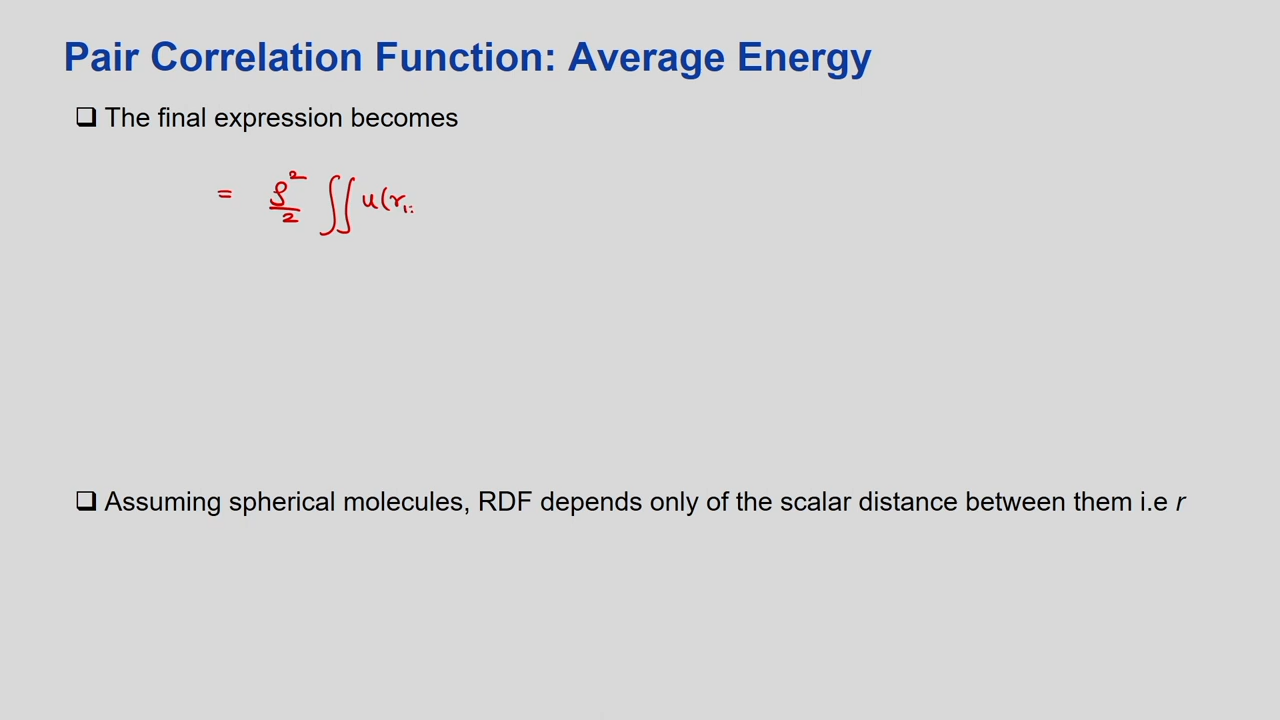 Pair Correlation Function: Average Energy
❑ The final expression becomes
= ρ²/2 ∬ u(r₁
❑ Assuming spherical molecules, RDF depends only of the scalar distance between them i.e r